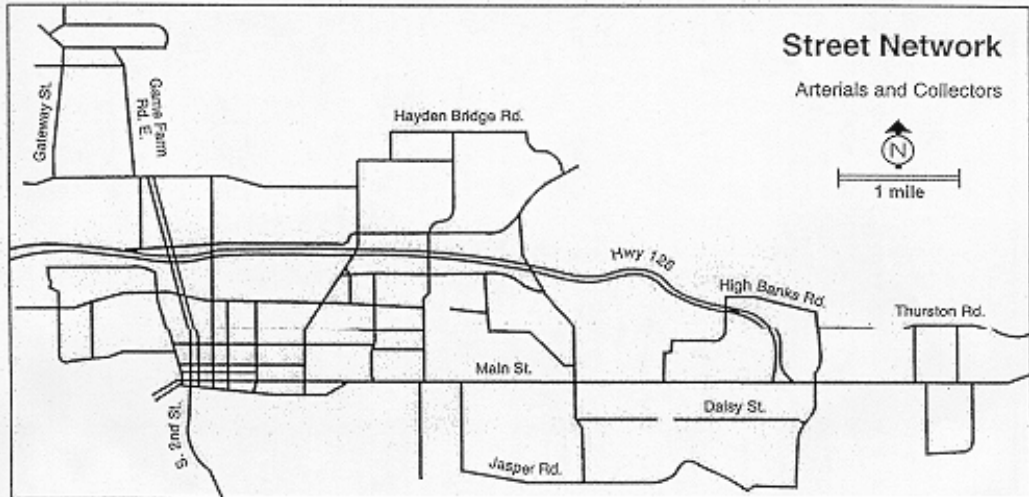 Street Network
Arterials and Collectors
N
1 mile
Gateway St.
Game Farm
Rd. E.
Hayden Bridge Rd.
Hwy 126
High Banks Rd.
Thurston Rd.
Main St.
Daisy St.
S. 2nd St.
Jasper Rd.